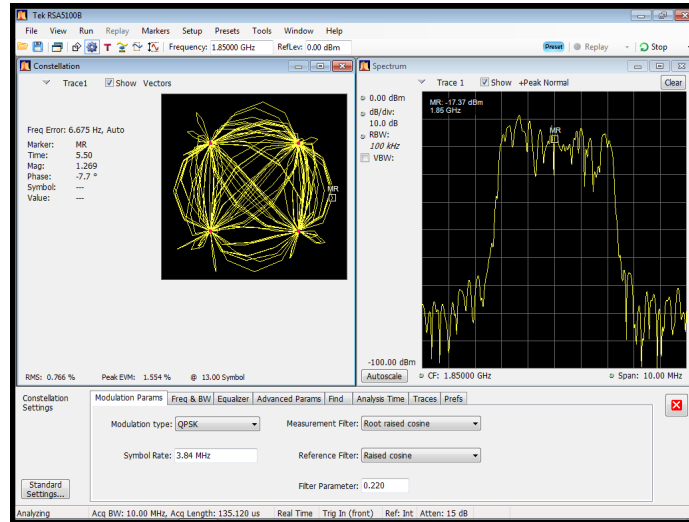 Tek RSA5100B
File View Run Replay Markers Setup Presets Tools Window Help
T Frequency: 1.85000 GHz RefLev: 0.00 dBm Preset Replay Stop
Constellation
Trace1 Show Vectors
Freq Error: 6.675 Hz, Auto
Marker: MR
Time: 5.50
Mag: 1.269
Phase: -7.7 °
Symbol: ---
Value: ---
MR
RMS: 0.766 % Peak EVM: 1.554 % @ 13.00 Symbol
Spectrum
Trace 1 Show +Peak Normal Clear
0.00 dBm
dB/div:
10.0 dB
RBW:
100 kHz
VBW:
MR: -17.37 dBm
1.85 GHz
MR
-100.00 dBm
Autoscale CF: 1.85000 GHz Span: 10.00 MHz
Constellation
Settings
Modulation Params Freq & BW Equalizer Advanced Params Find Analysis Time Traces Prefs
Modulation type: QPSK Measurement Filter: Root raised cosine
Symbol Rate: 3.84 MHz Reference Filter: Raised cosine
Filter Parameter: 0.220
Standard
Settings...
Analyzing Acq BW: 10.00 MHz, Acq Length: 135.120 us Real Time Trig In (front) Ref: Int Atten: 15 dB